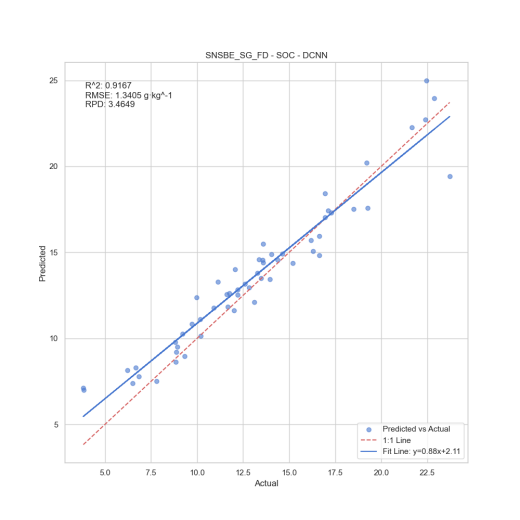 SNSBE_SG_FD - SOC - DCNN
R^2: 0.9167
RMSE: 1.3405 g·kg^-1
RPD: 3.4649
25
20
15
10
5
Predicted
5.0 7.5 10.0 12.5 15.0 17.5 20.0 22.5
Actual
Predicted vs Actual
1:1 Line
Fit Line: y=0.88x+2.11